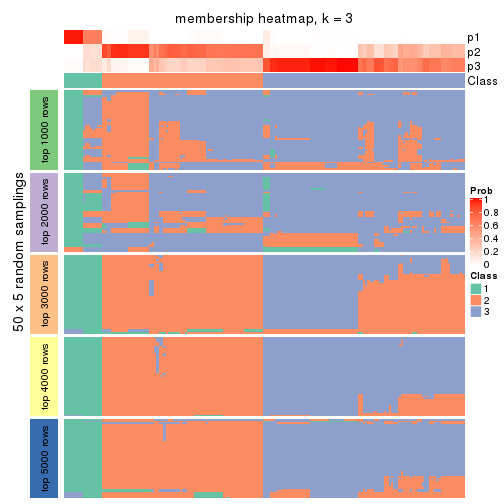 membership heatmap, k = 3
p1
p2
p3
Class
50 x 5 random samplings
top 1000 rows
top 2000 rows
top 3000 rows
top 4000 rows
top 5000 rows
Prob
1
0.8
0.6
0.4
0.2
0
Class
1
2
3